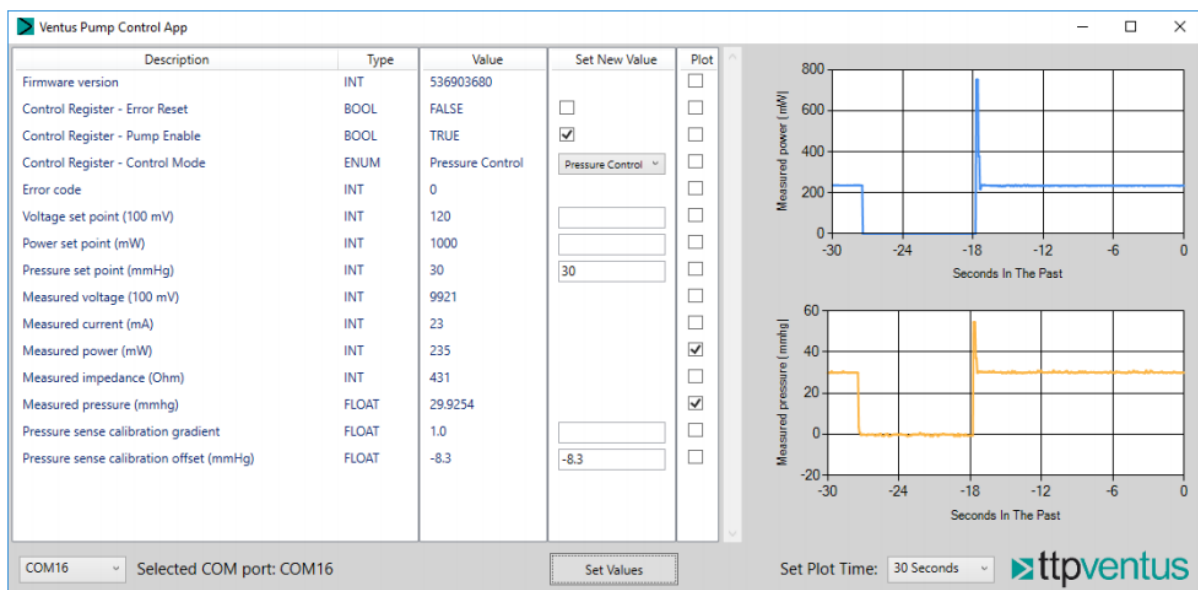 Ventus Pump Control App
Description Type Value Set New Value Plot
Firmware version INT 536903680
Control Register - Error Reset BOOL FALSE
Control Register - Pump Enable BOOL TRUE
Control Register - Control Mode ENUM Pressure Control Pressure Control
Error code INT 0
Voltage set point (100 mV) INT 120
Power set point (mW) INT 1000
Pressure set point (mmHg) INT 30 30
Measured voltage (100 mV) INT 9921
Measured current (mA) INT 23
Measured power (mW) INT 235
Measured impedance (Ohm) INT 431
Measured pressure (mmhg) FLOAT 29.9254
Pressure sense calibration gradient FLOAT 1.0
Pressure sense calibration offset (mmHg) FLOAT -8.3 -8.3
Measured power (mW)
800
600
400
200
0
-30 -24 -18 -12 -6 0
Seconds In The Past
Measured pressure (mmhg)
60
40
20
0
-20
-30 -24 -18 -12 -6 0
Seconds In The Past
COM16 Selected COM port: COM16 Set Values Set Plot Time: 30 Seconds ttpventus